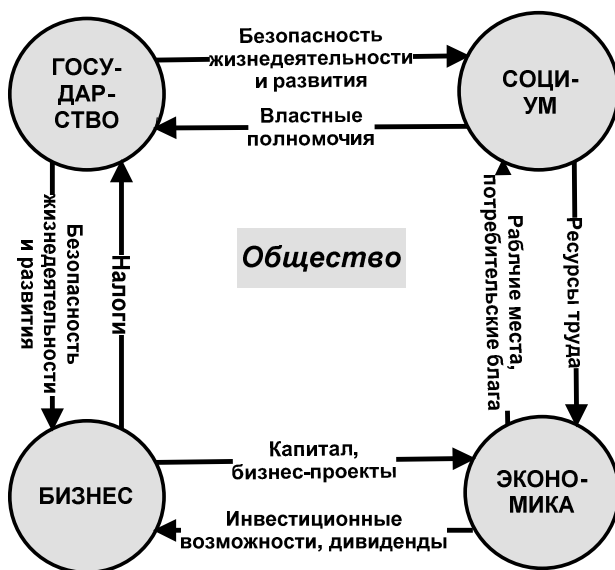 ГОСУ-
ДАР-
СТВО
Безопасность
жизнедеятельности
и развития
СОЦИ-
УМ
Властные
полномочия
Безопасность
жизнедеятельности
и развития
Налоги
Общество
Раблчие места,
потребительские блага
Ресурсы труда
БИЗНЕС
Капитал,
бизнес-проекты
ЭКОНО-
МИКА
Инвестиционные
возможности, дивиденды